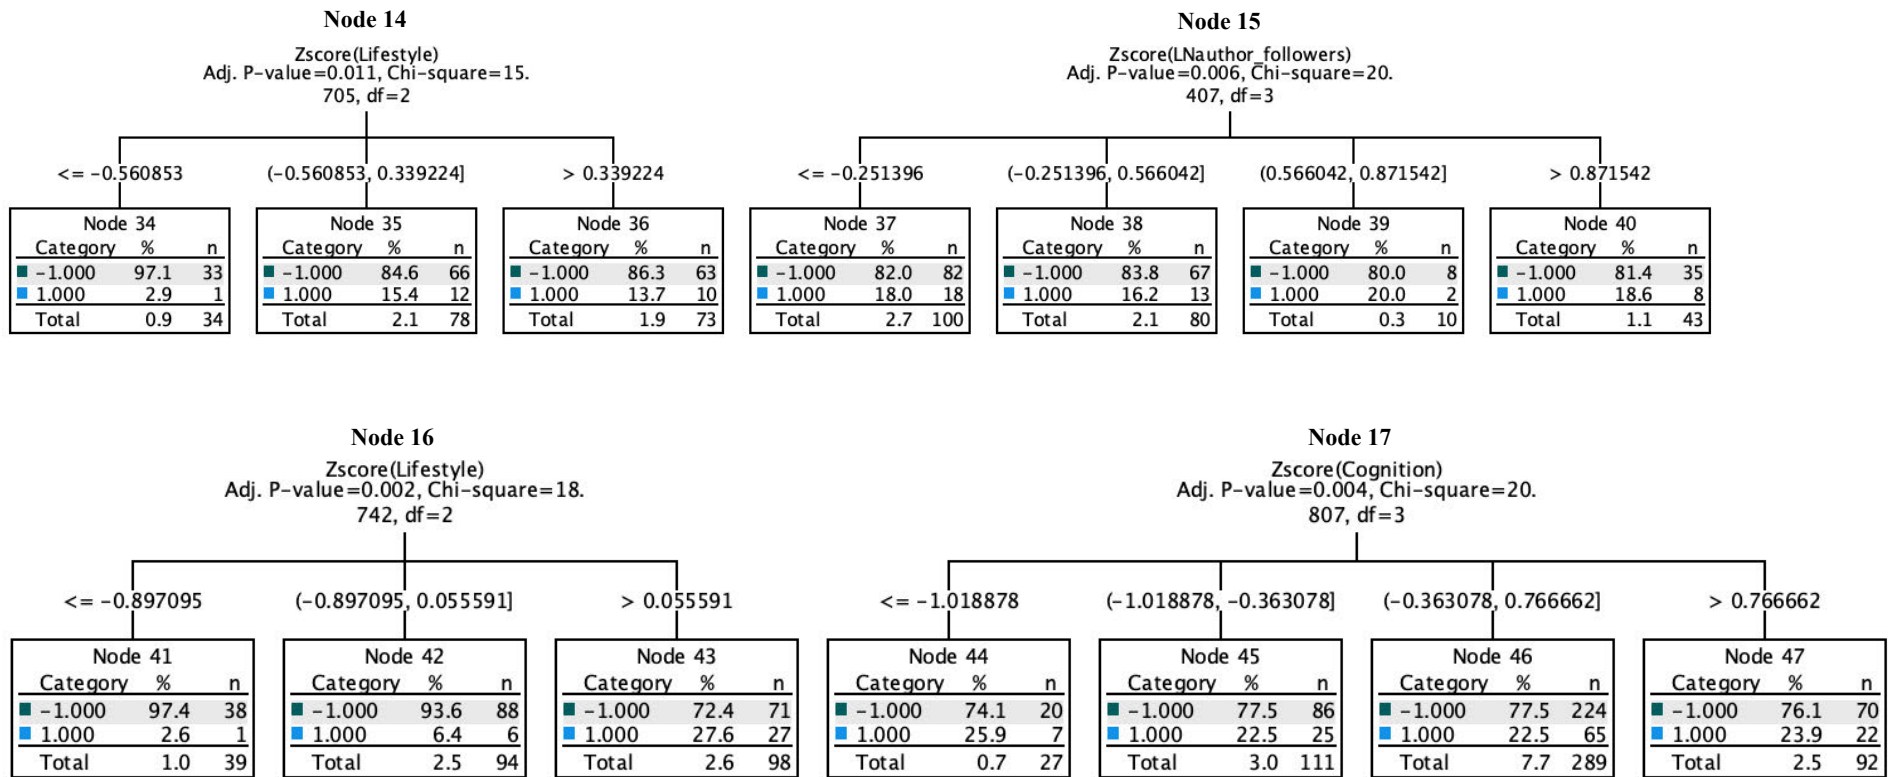 Node 14
Zscore(Lifestyle)
Adj. P-value=0.011, Chi-square=15.
705, df=2
<= -0.560853
(-0.560853, 0.339224]
> 0.339224
Node 34
Category % n
-1.000 97.1 33
1.000 2.9 1
Total 0.9 34
Node 35
Category % n
-1.000 84.6 66
1.000 15.4 12
Total 2.1 78
Node 36
Category % n
-1.000 86.3 63
1.000 13.7 10
Total 1.9 73
Node 15
Zscore(LNauthor_followers)
Adj. P-value=0.006, Chi-square=20.
407, df=3
<= -0.251396
(-0.251396, 0.566042]
(0.566042, 0.871542]
> 0.871542
Node 37
Category % n
-1.000 82.0 82
1.000 18.0 18
Total 2.7 100
Node 38
Category % n
-1.000 83.8 67
1.000 16.2 13
Total 2.1 80
Node 39
Category % n
-1.000 80.0 8
1.000 20.0 2
Total 0.3 10
Node 40
Category % n
-1.000 81.4 35
1.000 18.6 8
Total 1.1 43
Node 16
Zscore(Lifestyle)
Adj. P-value=0.002, Chi-square=18.
742, df=2
<= -0.897095
(-0.897095, 0.055591]
> 0.055591
Node 41
Category % n
-1.000 97.4 38
1.000 2.6 1
Total 1.0 39
Node 42
Category % n
-1.000 93.6 88
1.000 6.4 6
Total 2.5 94
Node 43
Category % n
-1.000 72.4 71
1.000 27.6 27
Total 2.6 98
Node 17
Zscore(Cognition)
Adj. P-value=0.004, Chi-square=20.
807, df=3
<= -1.018878
(-1.018878, -0.363078]
(-0.363078, 0.766662]
> 0.766662
Node 44
Category % n
-1.000 74.1 20
1.000 25.9 7
Total 0.7 27
Node 45
Category % n
-1.000 77.5 86
1.000 22.5 25
Total 3.0 111
Node 46
Category % n
-1.000 77.5 224
1.000 22.5 65
Total 7.7 289
Node 47
Category % n
-1.000 76.1 70
1.000 23.9 22
Total 2.5 92